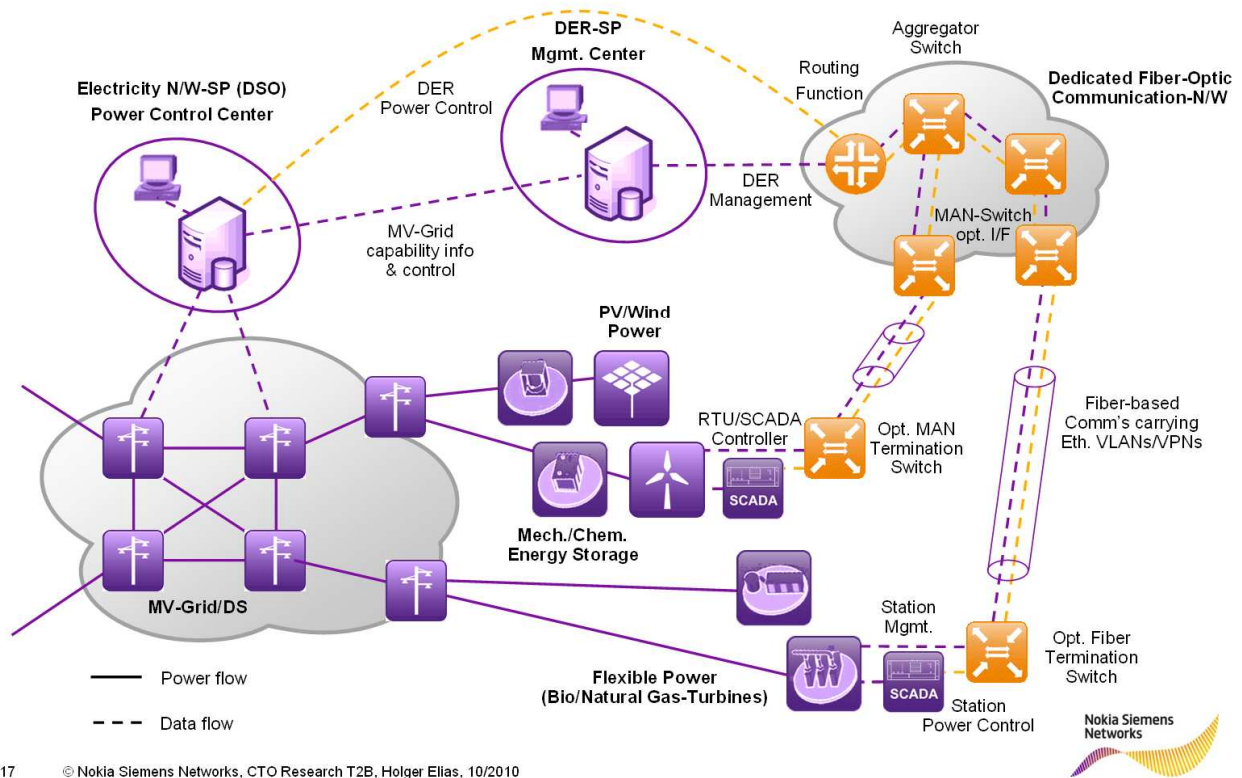 DER-SP
Mgmt. Center
Aggregator
Switch
Electricity N/W-SP (DSO)
Power Control Center
DER
Power Control
Routing
Function
Dedicated Fiber-Optic
Communication-N/W
DER
Management
MAN-Switch
opt. I/F
MV-Grid
capability info
& control
PV/Wind
Power
RTU/SCADA
Controller
Opt. MAN
Termination
Switch
Fiber-based
Comm's carrying
Eth. VLANs/VPNs
SCADA
Mech./Chem.
Energy Storage
MV-Grid/DS
Station
Mgmt.
Opt. Fiber
Termination
Switch
Flexible Power
(Bio/Natural Gas-Turbines)
SCADA
Station
Power Control
Power flow
Data flow
Nokia Siemens
Networks
17 © Nokia Siemens Networks, CTO Research T2B, Holger Elias, 10/2010